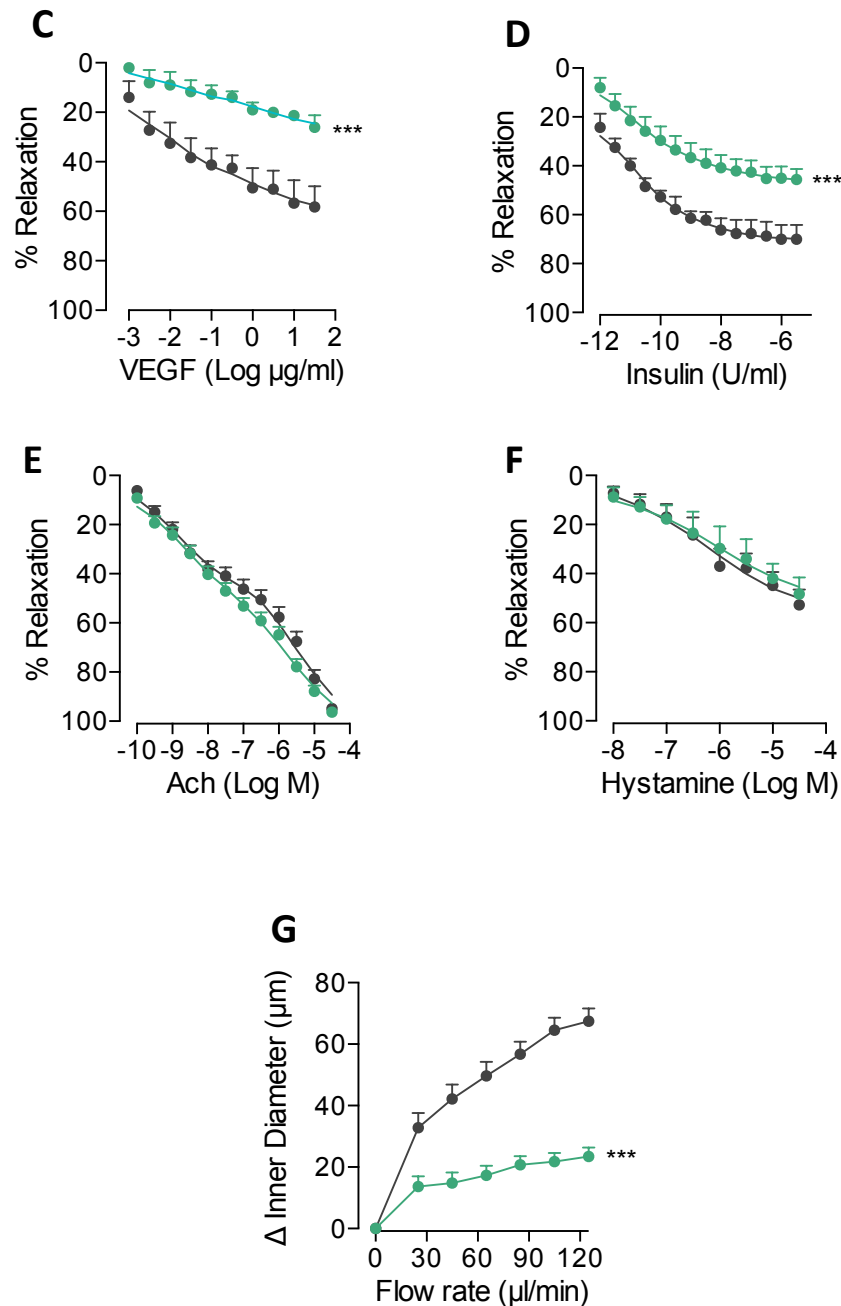 C
0
20
40
60
80
100
% Relaxation
***
-3 -2 -1 0 1 2
VEGF (Log µg/ml)
D
0
20
40
60
80
100
% Relaxation
***
-12 -10 -8 -6
Insulin (U/ml)
E
0
20
40
60
80
100
% Relaxation
-10 -9 -8 -7 -6 -5 -4
Ach (Log M)
F
0
20
40
60
80
100
% Relaxation
-8 -7 -6 -5 -4
Hystamine (Log M)
G
80
60
40
20
0
Δ Inner Diameter (µm)
***
0 30 60 90 120
Flow rate (µl/min)